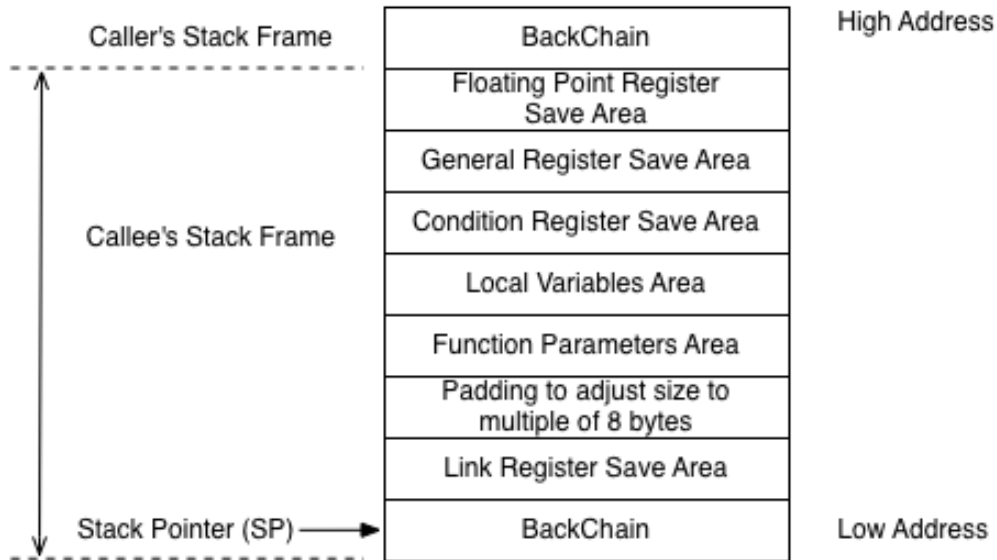 Caller's Stack Frame
BackChain
High Address
Floating Point Register
Save Area
General Register Save Area
Condition Register Save Area
Callee's Stack Frame
Local Variables Area
Function Parameters Area
Padding to adjust size to
multiple of 8 bytes
Link Register Save Area
Stack Pointer (SP)
BackChain
Low Address